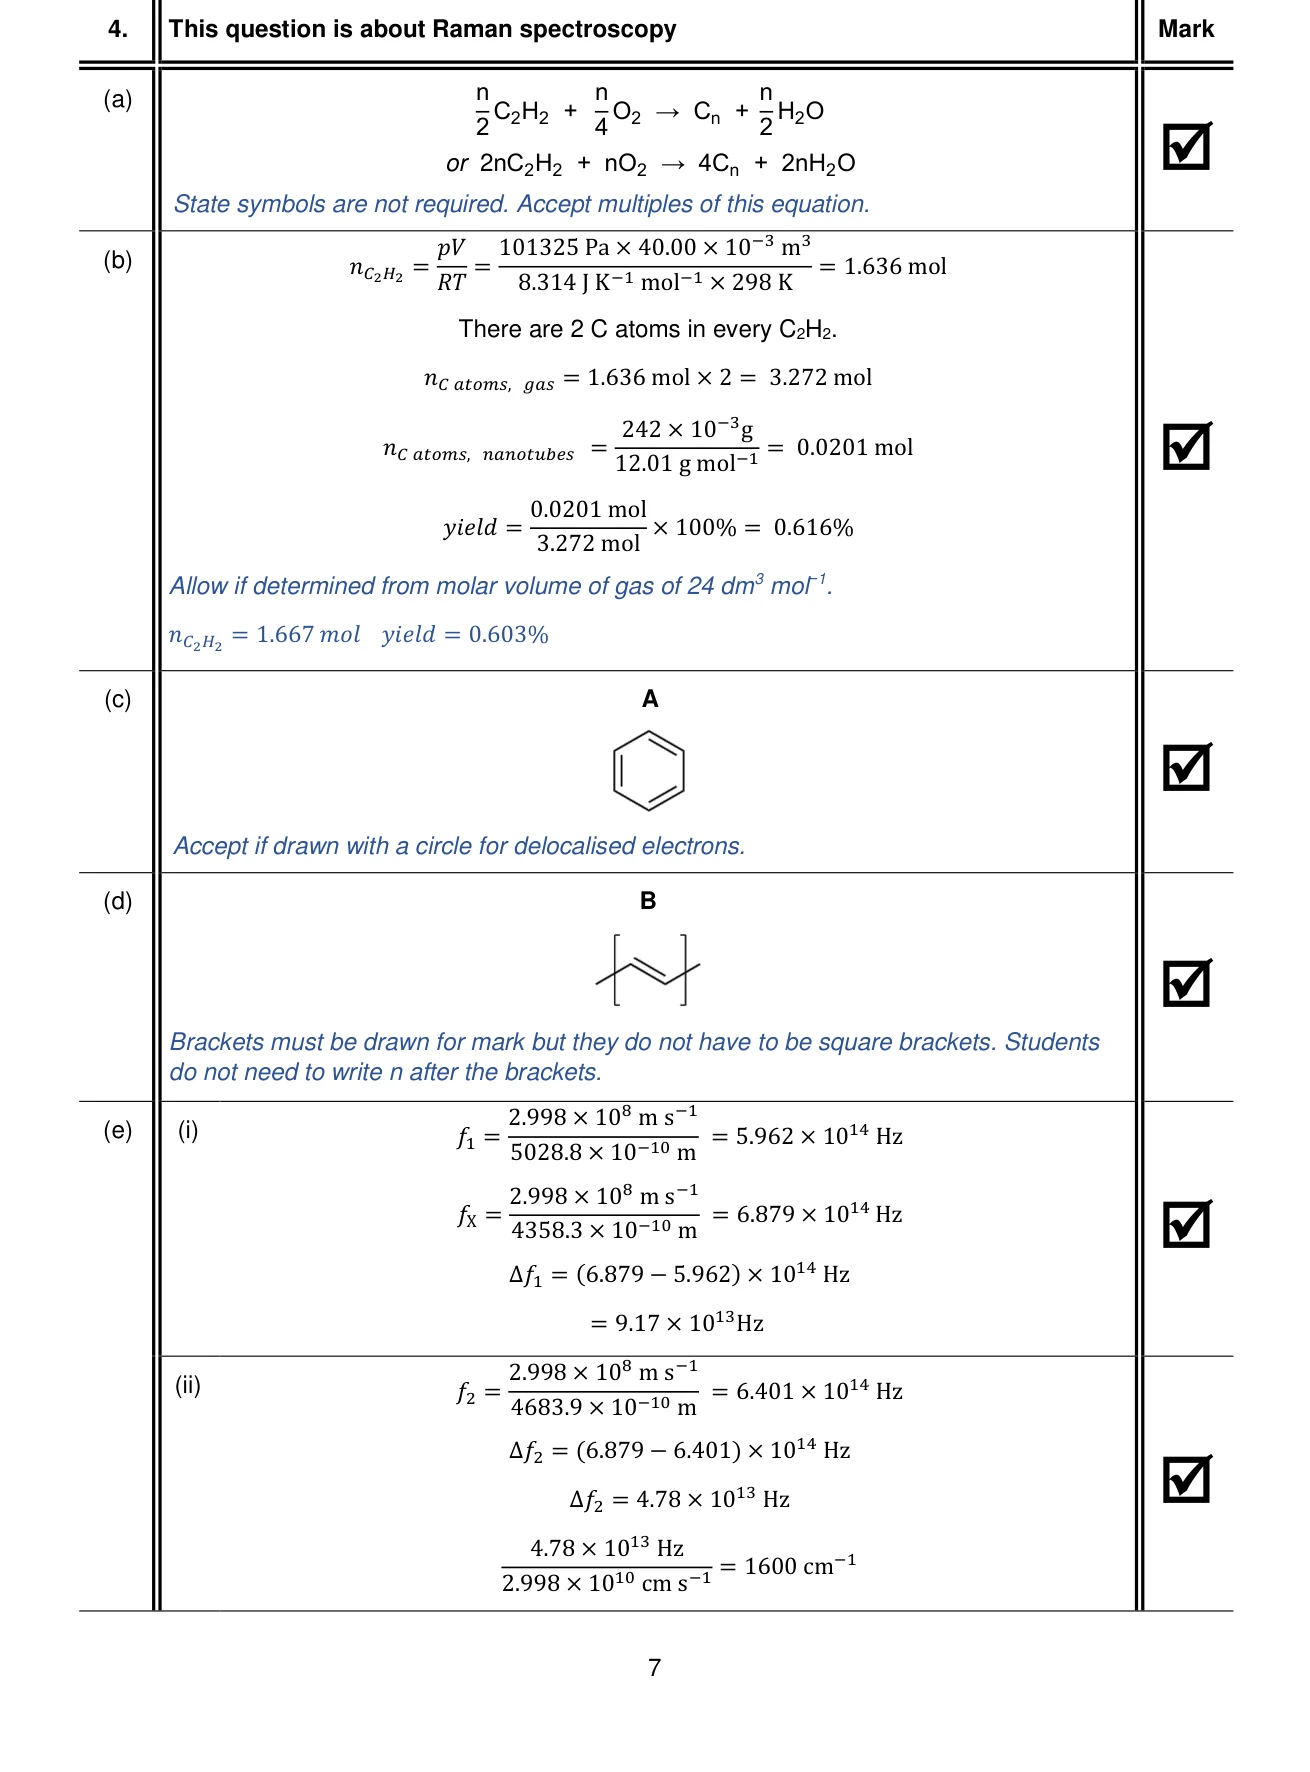 4. This question is about Raman spectroscopy Mark
(a) n/2 C₂H₂ + n/4 O₂ → Cₙ + n/2 H₂O
or 2nC₂H₂ + nO₂ → 4Cₙ + 2nH₂O
State symbols are not required. Accept multiples of this equation.
(b) n_{C₂H₂} = pV/RT = (101325 Pa × 40.00 × 10⁻³ m³)/(8.314 J K⁻¹ mol⁻¹ × 298 K) = 1.636 mol
There are 2 C atoms in every C₂H₂.
n_{C atoms, gas} = 1.636 mol × 2 = 3.272 mol
n_{C atoms, nanotubes} = (242 × 10⁻³g)/(12.01 g mol⁻¹) = 0.0201 mol
yield = (0.0201 mol)/(3.272 mol) × 100% = 0.616%
Allow if determined from molar volume of gas of 24 dm³ mol⁻¹.
n_{C₂H₂} = 1.667 mol yield = 0.603%
(c) A
Accept if drawn with a circle for delocalised electrons.
(d) B
Brackets must be drawn for mark but they do not have to be square brackets. Students
do not need to write n after the brackets.
(e) (i) f₁ = (2.998 × 10⁸ m s⁻¹)/(5028.8 × 10⁻¹⁰ m) = 5.962 × 10¹⁴ Hz
f_X = (2.998 × 10⁸ m s⁻¹)/(4358.3 × 10⁻¹⁰ m) = 6.879 × 10¹⁴ Hz
Δf₁ = (6.879 − 5.962) × 10¹⁴ Hz
= 9.17 × 10¹³Hz
(ii) f₂ = (2.998 × 10⁸ m s⁻¹)/(4683.9 × 10⁻¹⁰ m) = 6.401 × 10¹⁴ Hz
Δf₂ = (6.879 − 6.401) × 10¹⁴ Hz
Δf₂ = 4.78 × 10¹³ Hz
(4.78 × 10¹³ Hz)/(2.998 × 10¹⁰ cm s⁻¹) = 1600 cm⁻¹
7